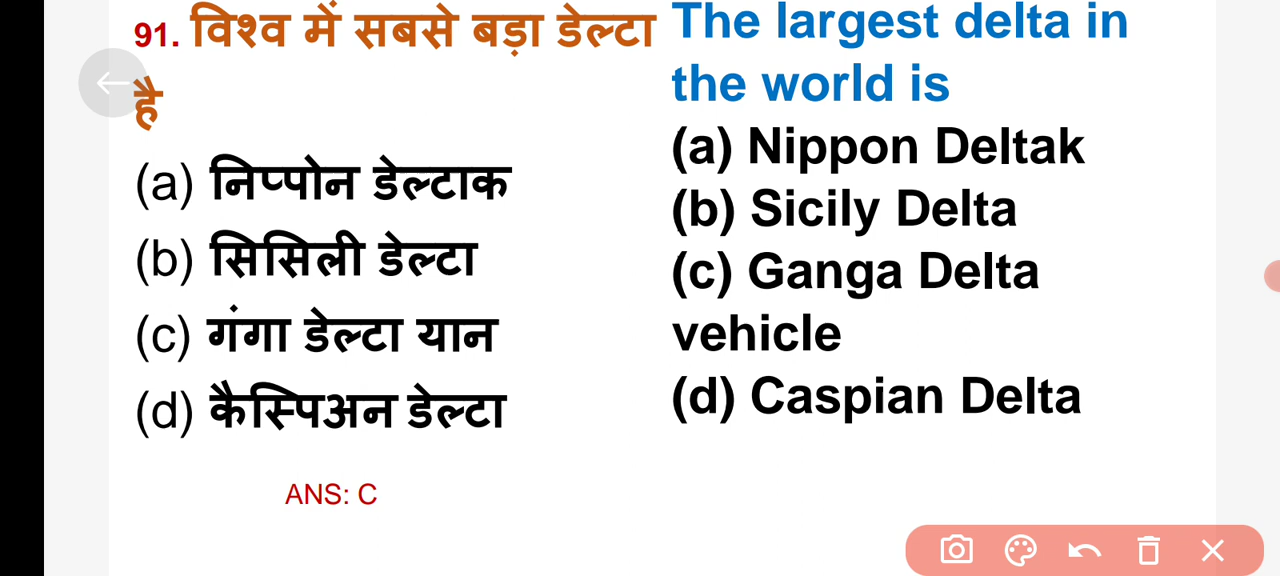 91. विश्व में सबसे बड़ा डेल्टा
है
(a) निप्पोन डेल्टाक
(b) सिसिली डेल्टा
(c) गंगा डेल्टा यान
(d) कैस्पिअन डेल्टा
ANS: C
The largest delta in
the world is
(a) Nippon Deltak
(b) Sicily Delta
(c) Ganga Delta
vehicle
(d) Caspian Delta